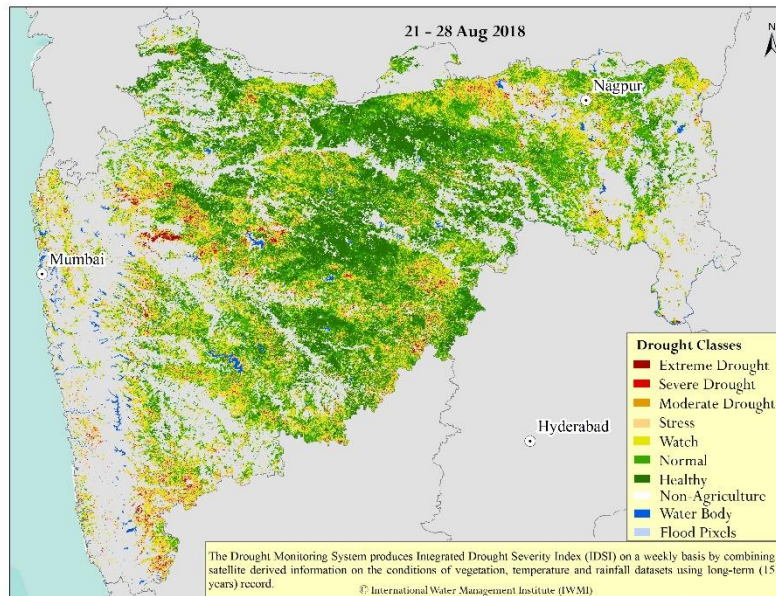 21 - 28 Aug 2018
N
Nagpur
Mumbai
Hyderabad
Drought Classes
Extreme Drought
Severe Drought
Moderate Drought
Stress
Watch
Normal
Healthy
Non-Agriculture
Water Body
Flood Pixels
The Drought Monitoring System produces Integrated Drought Severity Index (IDSI) on a weekly basis by combining
satellite derived information on the conditions of vegetation, temperature and rainfall datasets using long-term (15
years) record.
© International Water Management Institute (IWMI)